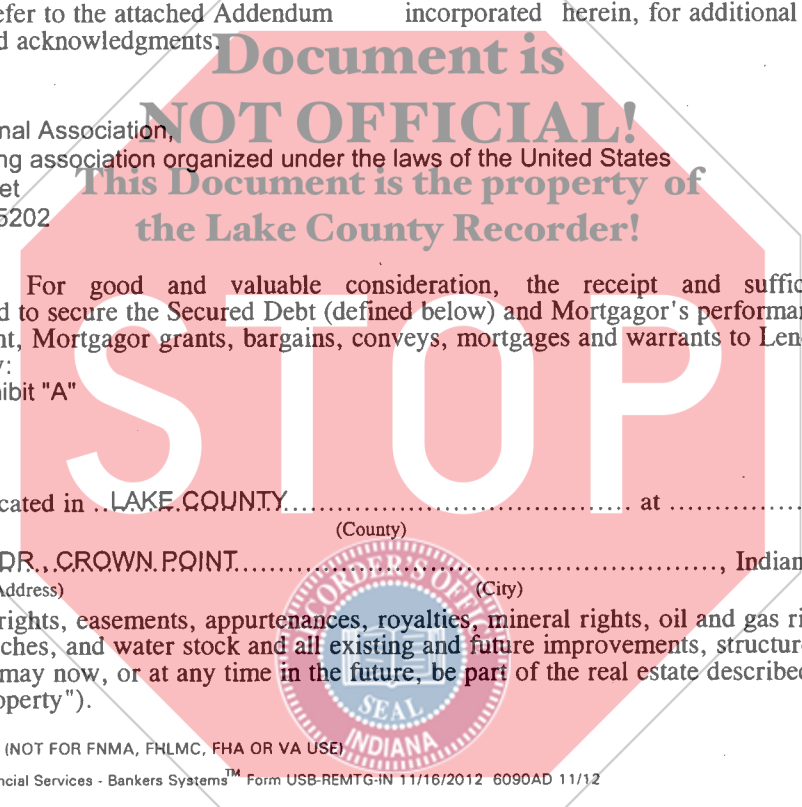 efer to the attached Addendum incorporated herein, for additional
d acknowledgments.
Document is
NOT OFFICIAL!
nal Association,
ng association organized under the laws of the United States
This Document is the property of
et
5202
the Lake County Recorder!
For good and valuable consideration, the receipt and suffic
d to secure the Secured Debt (defined below) and Mortgagor's performa
nt, Mortgagor grants, bargains, conveys, mortgages and warrants to Len
y:
hibit "A"
STOP
cated in ..LAKE COUNTY........................................................ at ..................
(County)
DR., CROWN POINT........................................................................, Indian
Address) (City)
rights, easements, appurtenances, royalties, mineral rights, oil and gas ri
ches, and water stock and all existing and future improvements, structur
may now, or at any time in the future, be part of the real estate described
operty").
RECORDER'S OFFICE
SEAL
INDIANA
(NOT FOR FNMA, FHLMC, FHA OR VA USE)
ncial Services - Bankers Systems™ Form USB-REMTG-IN 11/16/2012 6090AD 11/12